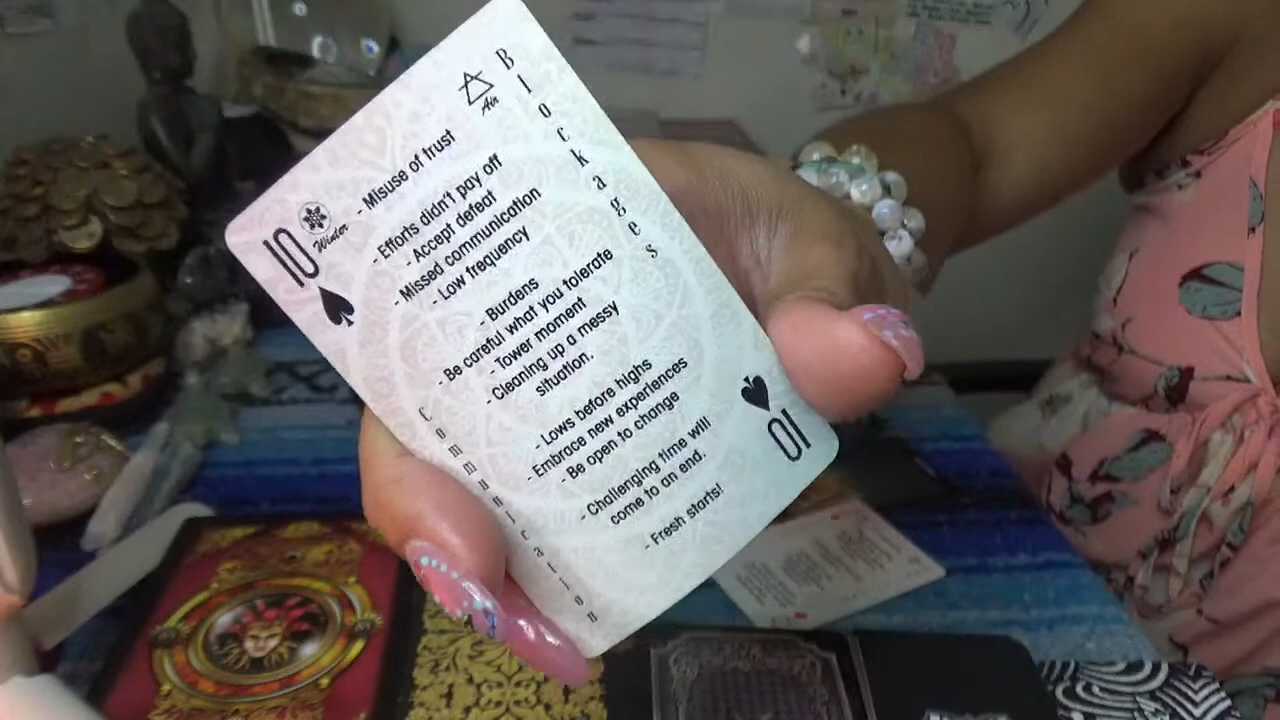 Air
Blockages
10
Winter
- Misuse of trust
- Efforts didn't pay off
- Accept defeat
- Missed communication
- Low frequency
- Burdens
- Be careful what you tolerate
- Tower moment
- Cleaning up a messy
situation.
- Lows before highs
- Embrace new experiences
- Be open to change
- Challenging time will
come to an end.
- Fresh starts!
Communication
10